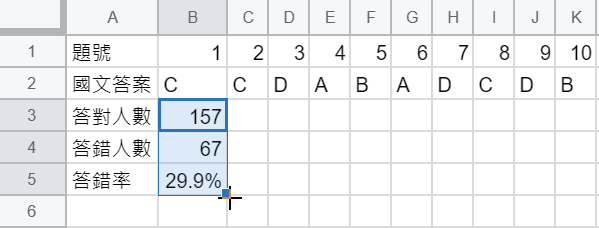 A B C D E F G H I J K
1 題號 1 2 3 4 5 6 7 8 9 10
2 國文答案 C C D A B A D C D B
3 答對人數 157
4 答錯人數 67
5 答錯率 29.9%
6